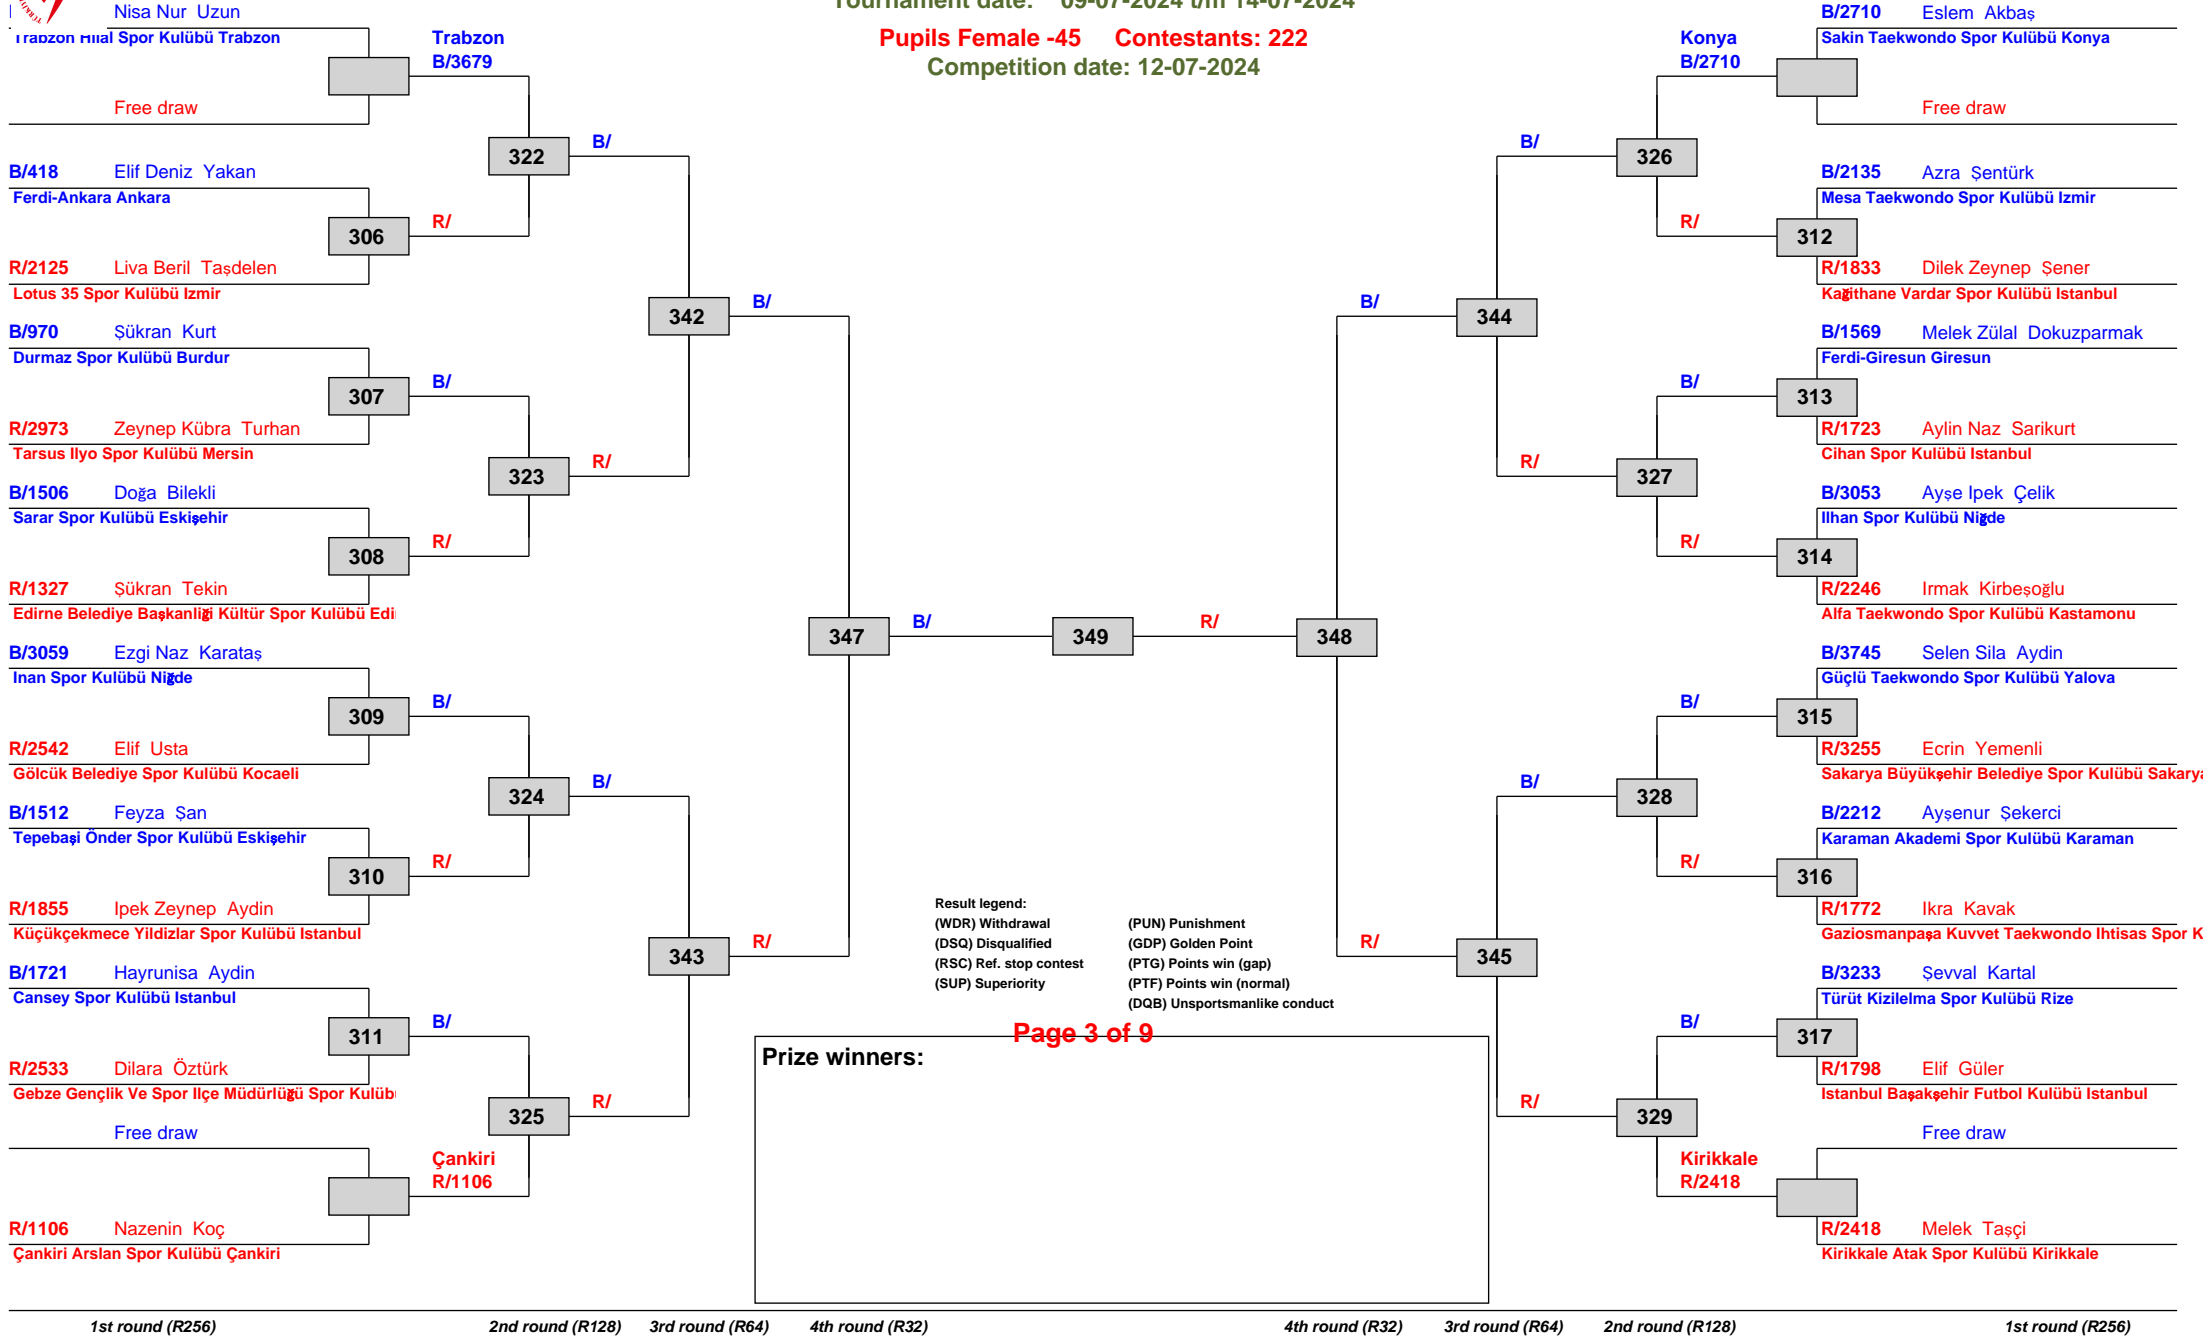 Tournament date: 09-07-2024 t/m 14-07-2024
Pupils Female -45 Contestants: 222
Competition date: 12-07-2024
Nisa Nur Uzun
Trabzon Hilal Spor Kulübü Trabzon
Trabzon
B/3679
Free draw
322
B/
B/418 Elif Deniz Yakan
Ferdi-Ankara Ankara
306
R/
R/2125 Liva Beril Taşdelen
Lotus 35 Spor Kulübü Izmir
342
B/
B/970 Şükran Kurt
Durmaz Spor Kulübü Burdur
307
B/
R/2973 Zeynep Kübra Turhan
Tarsus Ilyo Spor Kulübü Mersin
323
R/
B/1506 Doğa Bilekli
Sarar Spor Kulübü Eskişehir
308
R/
R/1327 Şükran Tekin
Edirne Belediye Başkanliği Kültür Spor Kulübü Edi
347
B/
349
R/
348
B/3059 Ezgi Naz Karataş
Inan Spor Kulübü Niğde
309
B/
R/2542 Elif Usta
Gölcük Belediye Spor Kulübü Kocaeli
324
B/
B/1512 Feyza Şan
Tepebaşi Önder Spor Kulübü Eskişehir
310
R/
R/1855 Ipek Zeynep Aydin
Küçükçekmece Yildizlar Spor Kulübü Istanbul
343
R/
B/1721 Hayrunisa Aydin
Cansey Spor Kulübü Istanbul
311
B/
R/2533 Dilara Öztürk
Gebze Gençlik Ve Spor Ilçe Müdürlüğü Spor Kulüb
325
R/
Free draw
Çankiri
R/1106
R/1106 Nazenin Koç
Çankiri Arslan Spor Kulübü Çankiri
B/2710 Eslem Akbaş
Sakin Taekwondo Spor Kulübü Konya
Konya
B/2710
Free draw
B/
326
B/2135 Azra Şentürk
Mesa Taekwondo Spor Kulübü Izmir
R/
312
R/1833 Dilek Zeynep Şener
Kağithane Vardar Spor Kulübü Istanbul
B/
344
B/1569 Melek Zülal Dokuzparmak
Ferdi-Giresun Giresun
B/
313
R/1723 Aylin Naz Sarikurt
Cihan Spor Kulübü Istanbul
R/
327
B/3053 Ayşe Ipek Çelik
Ilhan Spor Kulübü Niğde
R/
314
R/2246 Irmak Kirbeşoğlu
Alfa Taekwondo Spor Kulübü Kastamonu
B/3745 Selen Sila Aydin
Güçlü Taekwondo Spor Kulübü Yalova
B/
315
R/3255 Ecrin Yemenli
Sakarya Büyükşehir Belediye Spor Kulübü Sakarya
B/
328
B/2212 Ayşenur Şekerci
Karaman Akademi Spor Kulübü Karaman
R/
316
R/1772 Ikra Kavak
Gaziosmanpaşa Kuvvet Taekwondo Ihtisas Spor K
R/
345
B/3233 Şevval Kartal
Türüt Kizilelma Spor Kulübü Rize
B/
317
R/1798 Elif Güler
Istanbul Başakşehir Futbol Kulübü Istanbul
R/
329
Free draw
Kirikkale
R/2418
R/2418 Melek Taşçi
Kirikkale Atak Spor Kulübü Kirikkale
Result legend:
(WDR) Withdrawal (PUN) Punishment
(DSQ) Disqualified (GDP) Golden Point
(RSC) Ref. stop contest (PTG) Points win (gap)
(SUP) Superiority (PTF) Points win (normal)
(DQB) Unsportsmanlike conduct
Page 3 of 9
Prize winners:
1st round (R256) 2nd round (R128) 3rd round (R64) 4th round (R32) 4th round (R32) 3rd round (R64) 2nd round (R128) 1st round (R256)